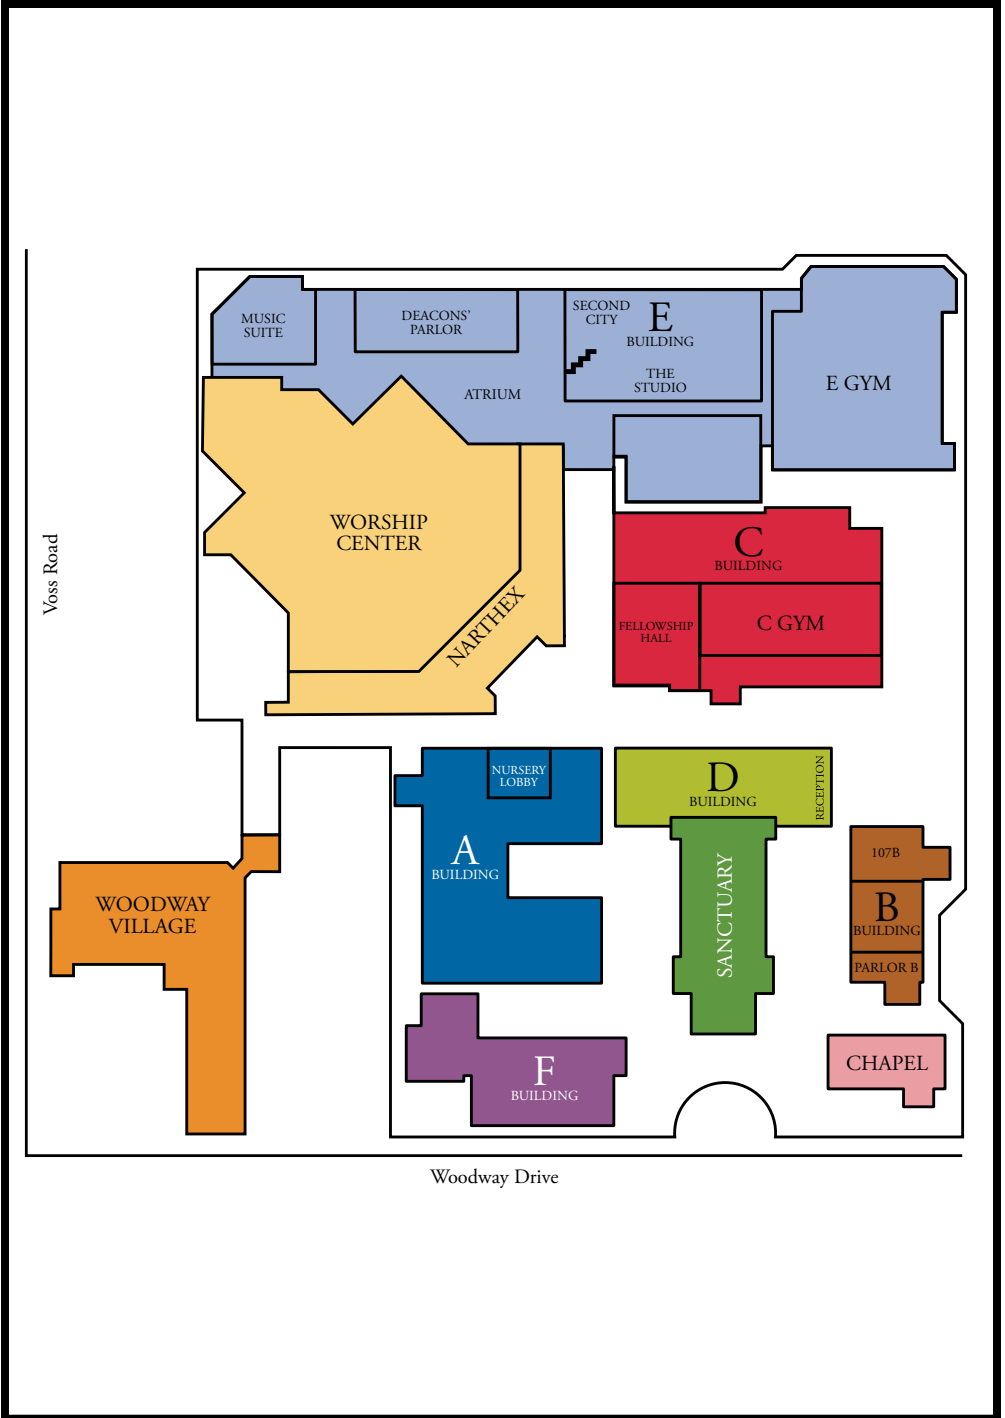 MUSIC
SUITE
DEACONS'
PARLOR
SECOND
CITY
E
BUILDING
THE
STUDIO
ATRIUM
E GYM
WORSHIP
CENTER
NARTHEX
C
BUILDING
FELLOWSHIP
HALL
C GYM
Voss Road
NURSERY
LOBBY
A
BUILDING
D
BUILDING
RECEPTION
SANCTUARY
107B
B
BUILDING
PARLOR B
WOODWAY
VILLAGE
F
BUILDING
CHAPEL
Woodway Drive